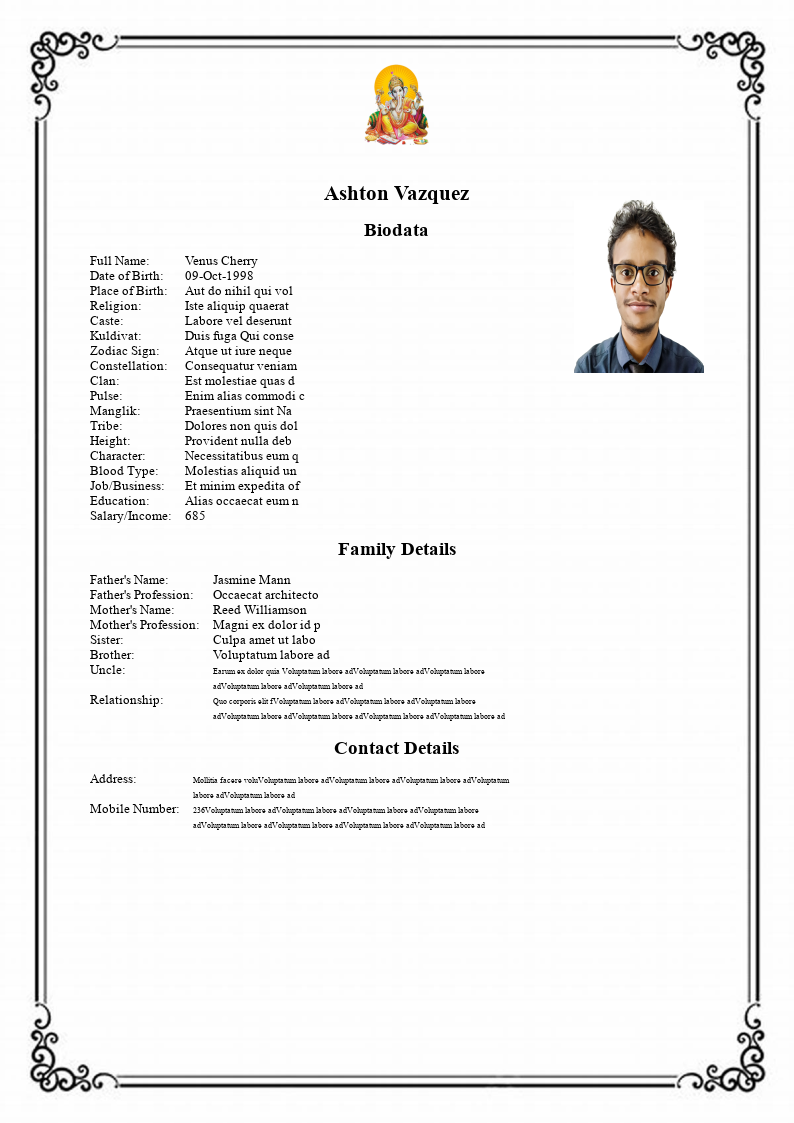 Ashton Vazquez
Biodata
Full Name: Venus Cherry
Date of Birth: 09-Oct-1998
Place of Birth: Aut do nihil qui vol
Religion: Iste aliquip quaerat
Caste: Labore vel deserunt
Kuldivat: Duis fuga Qui conse
Zodiac Sign: Atque ut iure neque
Constellation: Consequatur veniam
Clan: Est molestiae quas d
Pulse: Enim alias commodi c
Manglik: Praesentium sint Na
Tribe: Dolores non quis dol
Height: Provident nulla deb
Character: Necessitatibus eum q
Blood Type: Molestias aliquid un
Job/Business: Et minim expedita of
Education: Alias occaecat eum n
Salary/Income: 685
Family Details
Father's Name: Jasmine Mann
Father's Profession: Occaecat architecto
Mother's Name: Reed Williamson
Mother's Profession: Magni ex dolor id p
Sister: Culpa amet ut labo
Brother: Voluptatum labore ad
Uncle: Earum ex dolor quia Voluptatum labore adVoluptatum labore adVoluptatum labore
adVoluptatum labore adVoluptatum labore ad
Relationship: Quo corporis elit fVoluptatum labore adVoluptatum labore adVoluptatum labore
adVoluptatum labore adVoluptatum labore adVoluptatum labore adVoluptatum labore ad
Contact Details
Address: Mollitia facere voluVoluptatum labore adVoluptatum labore adVoluptatum labore adVoluptatum
labore adVoluptatum labore ad
Mobile Number: 236Voluptatum labore adVoluptatum labore adVoluptatum labore adVoluptatum labore
adVoluptatum labore adVoluptatum labore adVoluptatum labore adVoluptatum labore ad